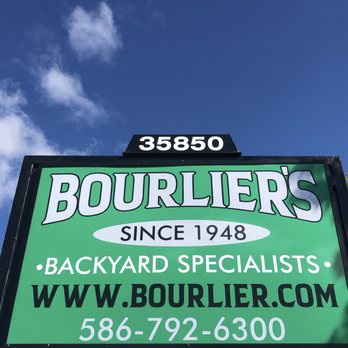 35850
BOURLIER'S
SINCE 1948
•BACKYARD SPECIALISTS•
WWW.BOURLIER.COM
586-792-6300